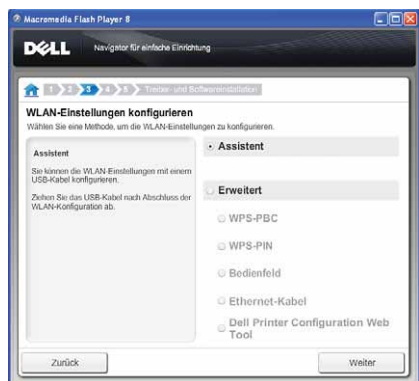 Macromedia Flash Player 8
DELL
Navigator für einfache Einrichtung
1 2 3 4 5 Treiber- und Softwareinstallation
WLAN-Einstellungen konfigurieren
Wählen Sie eine Methode, um die WLAN-Einstellungen zu konfigurieren.
Assistent
Sie können die WLAN-Einstellungen mit einem
USB-Kabel konfigurieren.
Ziehen Sie das USB-Kabel nach Abschluss der
WLAN-Konfiguration ab.
Assistent
Erweitert
WPS-PBC
WPS-PIN
Bedienfeld
Ethernet-Kabel
Dell Printer Configuration Web
Tool
Zurück
Weiter